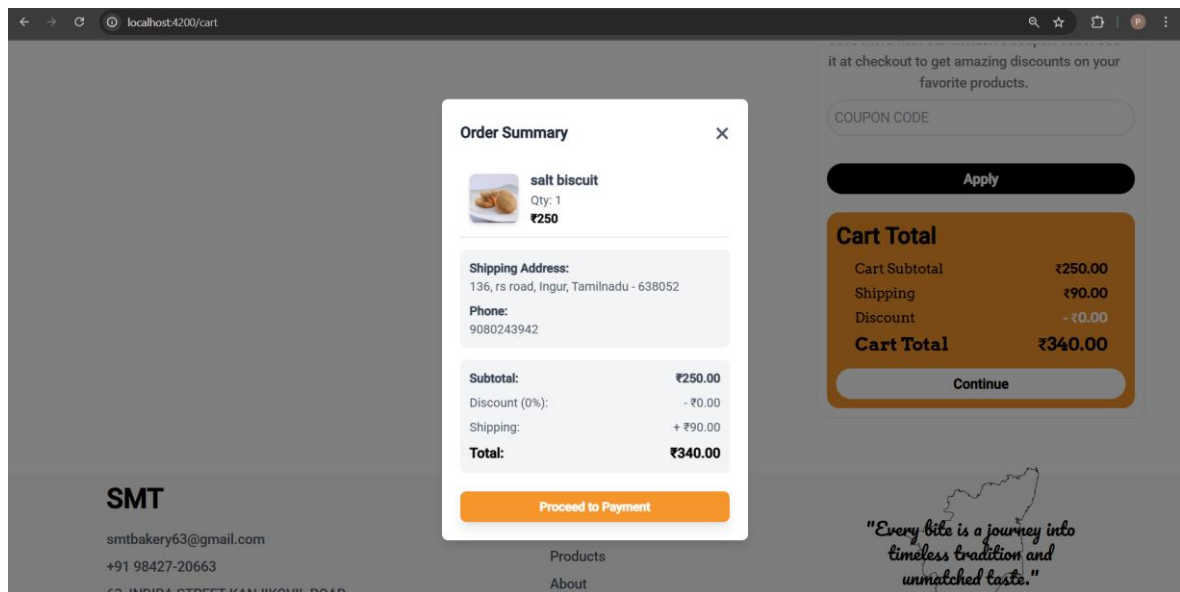 localhost:4200/cart
P
it at checkout to get amazing discounts on your
favorite products.
COUPON CODE
Apply
Cart Total
Cart Subtotal ₹250.00
Shipping ₹90.00
Discount - ₹0.00
Cart Total ₹340.00
Continue
Order Summary
salt biscuit
Qty: 1
₹250
Shipping Address:
136, rs road, Ingur, Tamilnadu - 638052
Phone:
9080243942
Subtotal: ₹250.00
Discount (0%): - ₹0.00
Shipping: + ₹90.00
Total: ₹340.00
Proceed to Payment
SMT
smtbakery63@gmail.com
+91 98427-20663
Products
About
"Every bite is a journey into
timeless tradition and
unmatched taste."